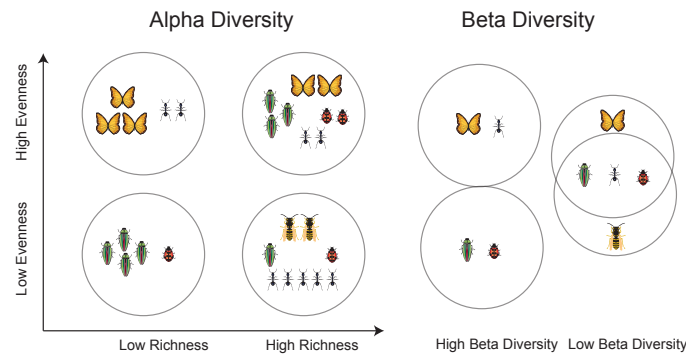 Alpha Diversity
Beta Diversity
High Evenness
Low Evenness
Low Richness
High Richness
High Beta Diversity
Low Beta Diversity